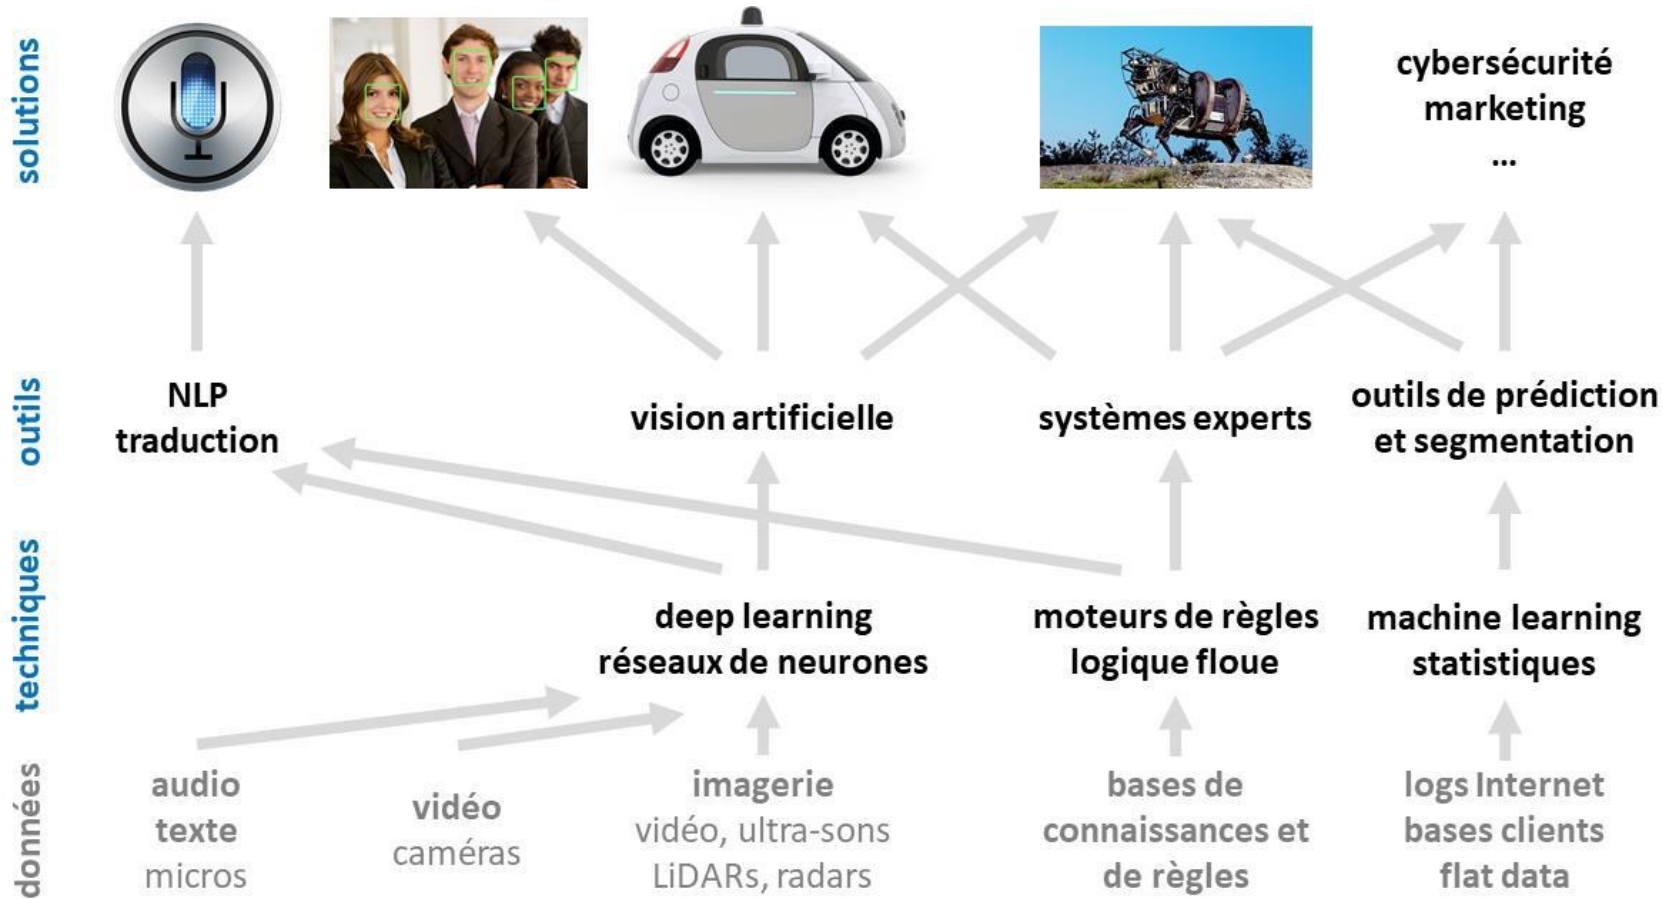 solutions
cybersécurité
marketing
...
outils
NLP
traduction
vision artificielle
systèmes experts
outils de prédiction
et segmentation
techniques
deep learning
réseaux de neurones
moteurs de règles
logique floue
machine learning
statistiques
données
audio
texte
micros
vidéo
caméras
imagerie
vidéo, ultra-sons
LiDARs, radars
bases de
connaissances et
de règles
logs Internet
bases clients
flat data